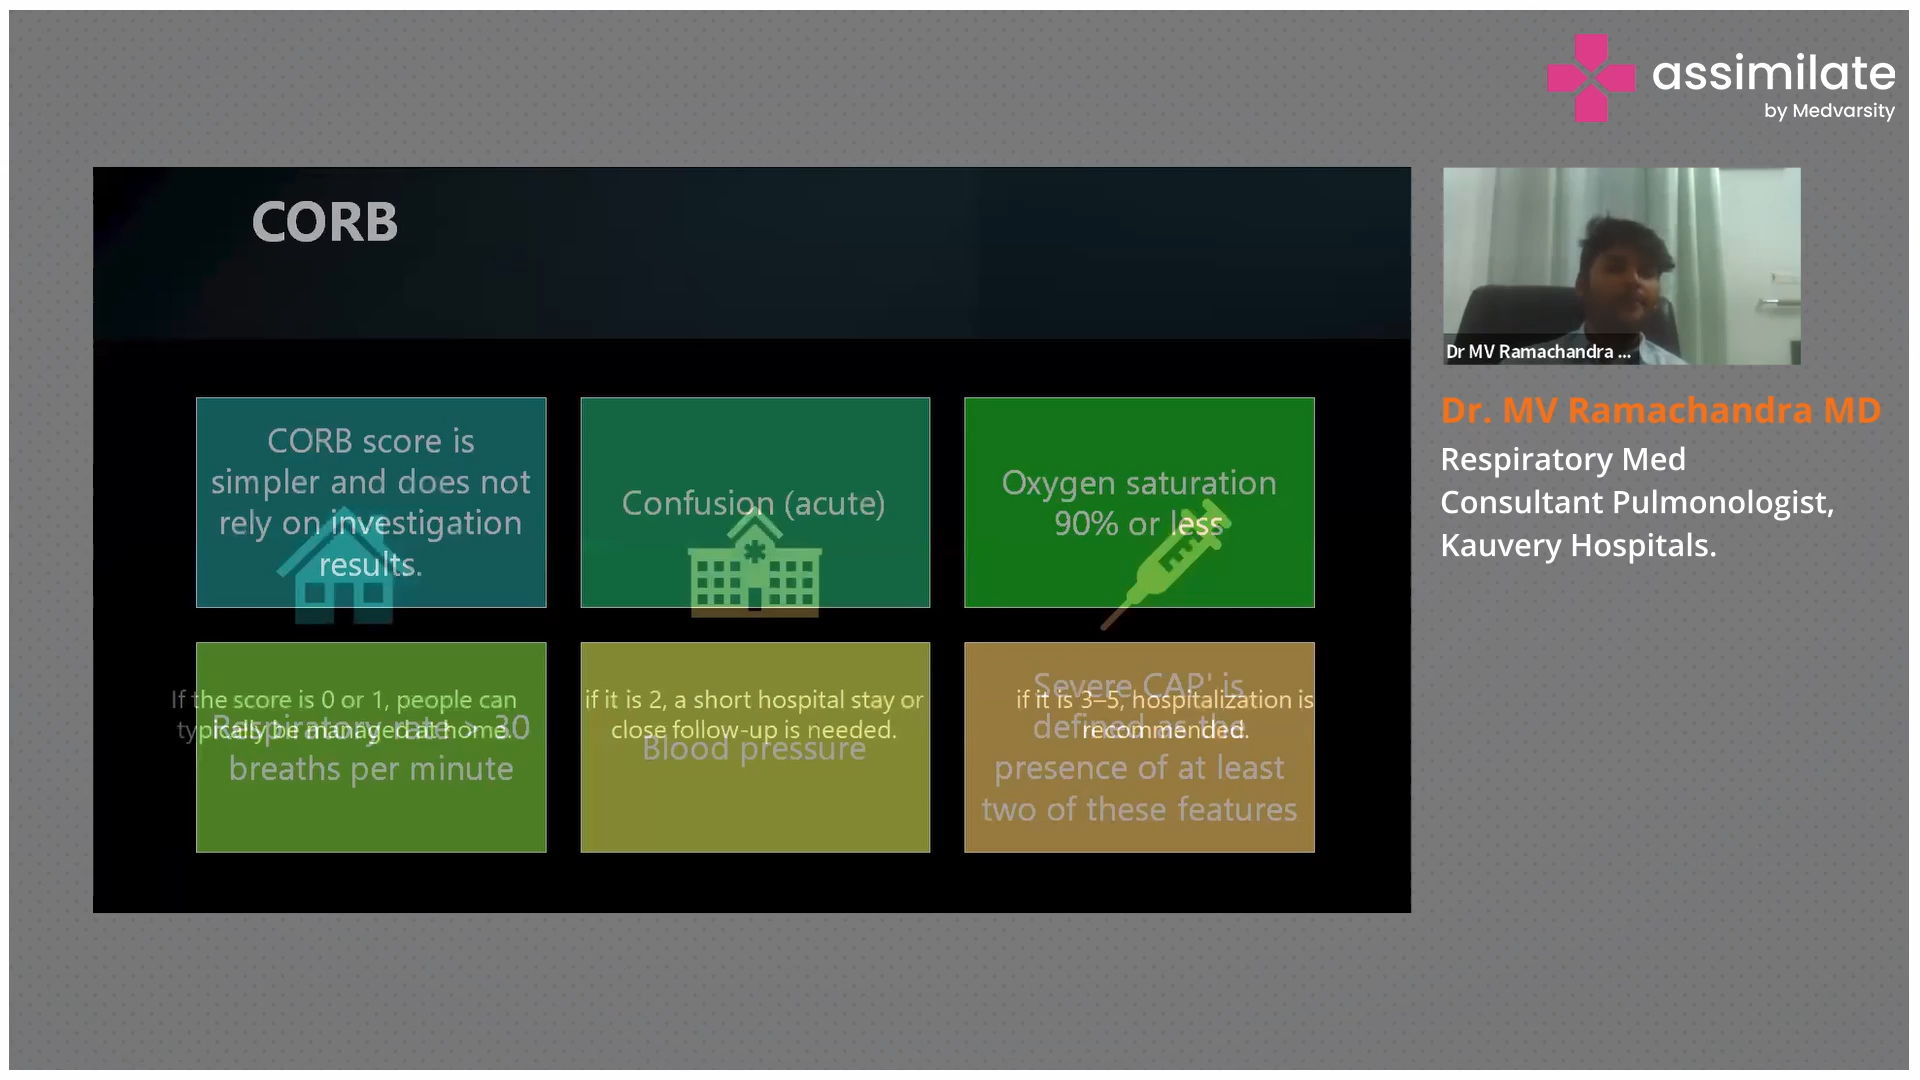 assimilate
by Medvarsity
CORB
CORB score is
simpler and does not
rely on investigation
results.
Confusion (acute)
Oxygen saturation
90% or less
Respiratory rate > 30
breaths per minute
Blood pressure
Severe CAP' is
defined as the
presence of at least
two of these features
If the score is 0 or 1, people can
typically be managed at home.
if it is 2, a short hospital stay or
close follow-up is needed.
if it is 3–5, hospitalization is
recommended.
Dr MV Ramachandra ...
Dr. MV Ramachandra MD
Respiratory Med
Consultant Pulmonologist,
Kauvery Hospitals.